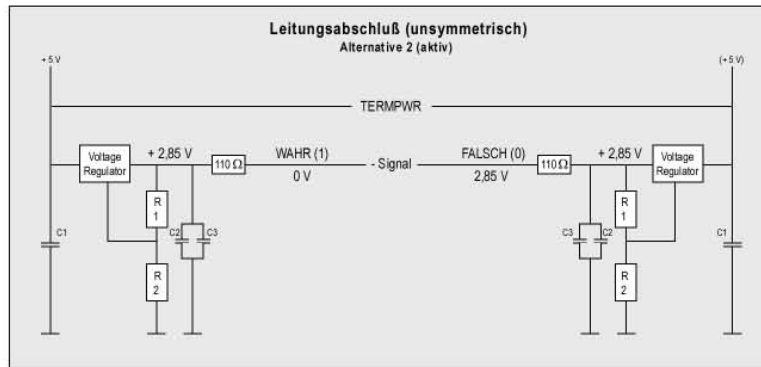 Leitungsabschluß (unsymmetrisch)
Alternative 2 (aktiv)
+ 5 V
(+ 5 V)
TERMPWR
Voltage
Regulator
+ 2,85 V
110 Ω
WAHR (1)
0 V
- Signal
FALSCH (0)
2,85 V
110 Ω
+ 2,85 V
Voltage
Regulator
R
1
R
1
C1
C2
C3
C3
C2
C1
R
2
R
2